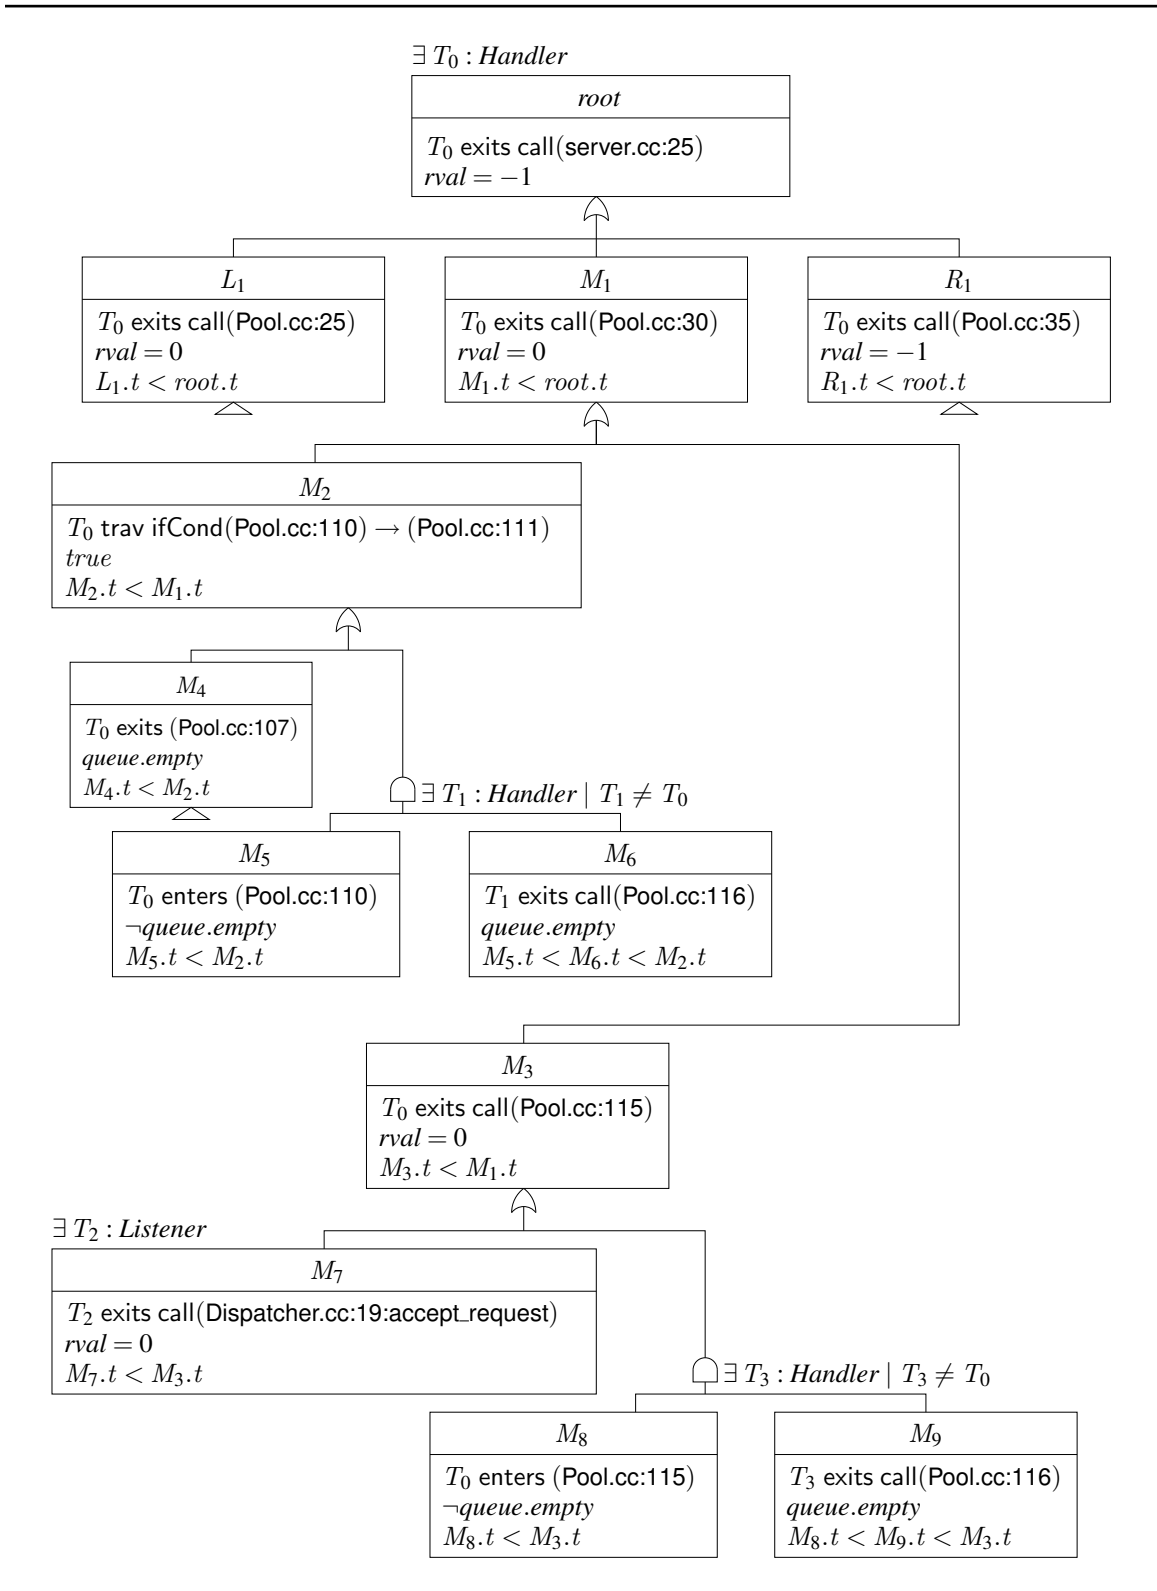 ∃ T₀ : Handler
root
T₀ exits call(server.cc:25)
rval = −1
L₁
T₀ exits call(Pool.cc:25)
rval = 0
L₁.t < root.t
M₁
T₀ exits call(Pool.cc:30)
rval = 0
M₁.t < root.t
R₁
T₀ exits call(Pool.cc:35)
rval = −1
R₁.t < root.t
M₂
T₀ trav ifCond(Pool.cc:110) → (Pool.cc:111)
true
M₂.t < M₁.t
M₄
T₀ exits (Pool.cc:107)
queue.empty
M₄.t < M₂.t
∃ T₁ : Handler | T₁ ≠ T₀
M₅
T₀ enters (Pool.cc:110)
¬queue.empty
M₅.t < M₂.t
M₆
T₁ exits call(Pool.cc:116)
queue.empty
M₅.t < M₆.t < M₂.t
M₃
T₀ exits call(Pool.cc:115)
rval = 0
M₃.t < M₁.t
∃ T₂ : Listener
M₇
T₂ exits call(Dispatcher.cc:19:accept_request)
rval = 0
M₇.t < M₃.t
∃ T₃ : Handler | T₃ ≠ T₀
M₈
T₀ enters (Pool.cc:115)
¬queue.empty
M₈.t < M₃.t
M₉
T₃ exits call(Pool.cc:116)
queue.empty
M₈.t < M₉.t < M₃.t